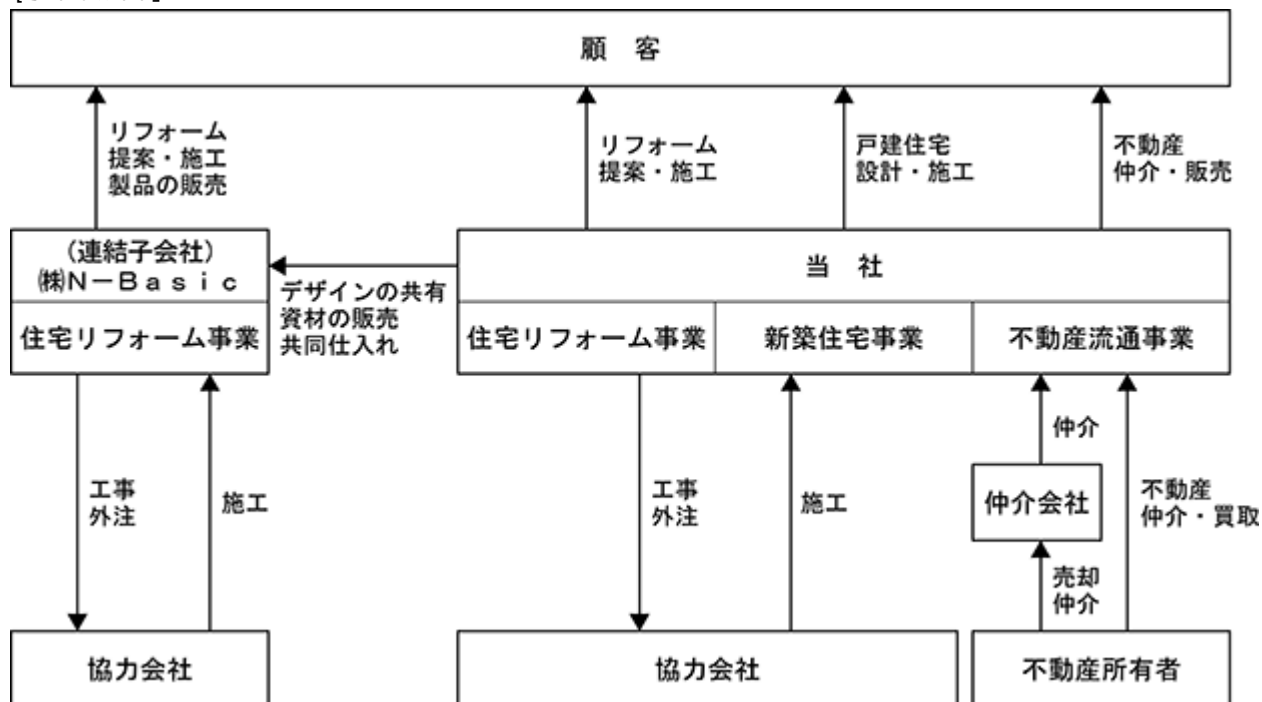 顧　客
リフォーム
提案・施工
製品の販売
リフォーム
提案・施工
戸建住宅
設計・施工
不動産
仲介・販売
（連結子会社）
㈱Ｎ－Ｂａｓｉｃ
住宅リフォーム事業
デザインの共有
資材の販売
共同仕入れ
当　社
住宅リフォーム事業
新築住宅事業
不動産流通事業
工事
外注
施工
工事
外注
施工
仲介
仲介会社
売却
仲介
不動産
仲介・買取
協力会社
協力会社
不動産所有者